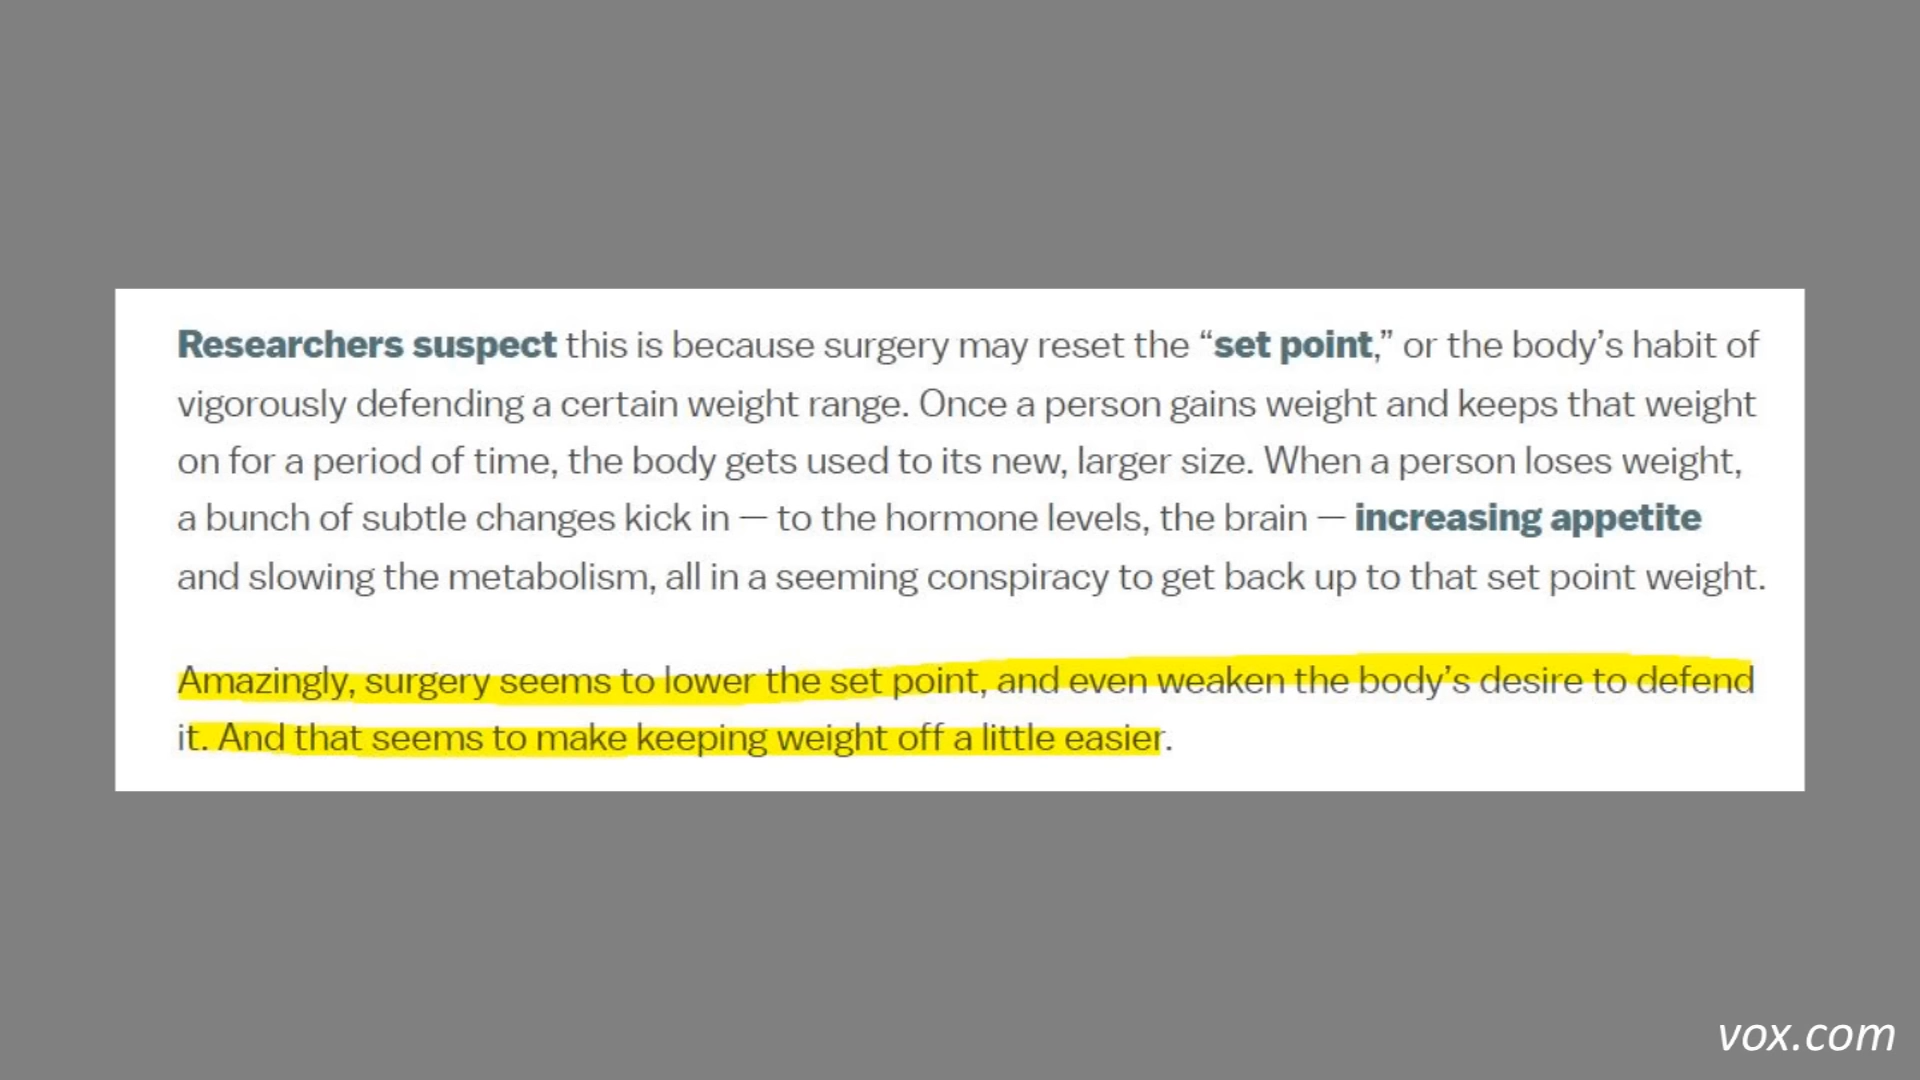 Researchers suspect this is because surgery may reset the “set point,” or the body’s habit of
vigorously defending a certain weight range. Once a person gains weight and keeps that weight
on for a period of time, the body gets used to its new, larger size. When a person loses weight,
a bunch of subtle changes kick in — to the hormone levels, the brain — increasing appetite
and slowing the metabolism, all in a seeming conspiracy to get back up to that set point weight.
Amazingly, surgery seems to lower the set point, and even weaken the body’s desire to defend
it. And that seems to make keeping weight off a little easier.
vox.com